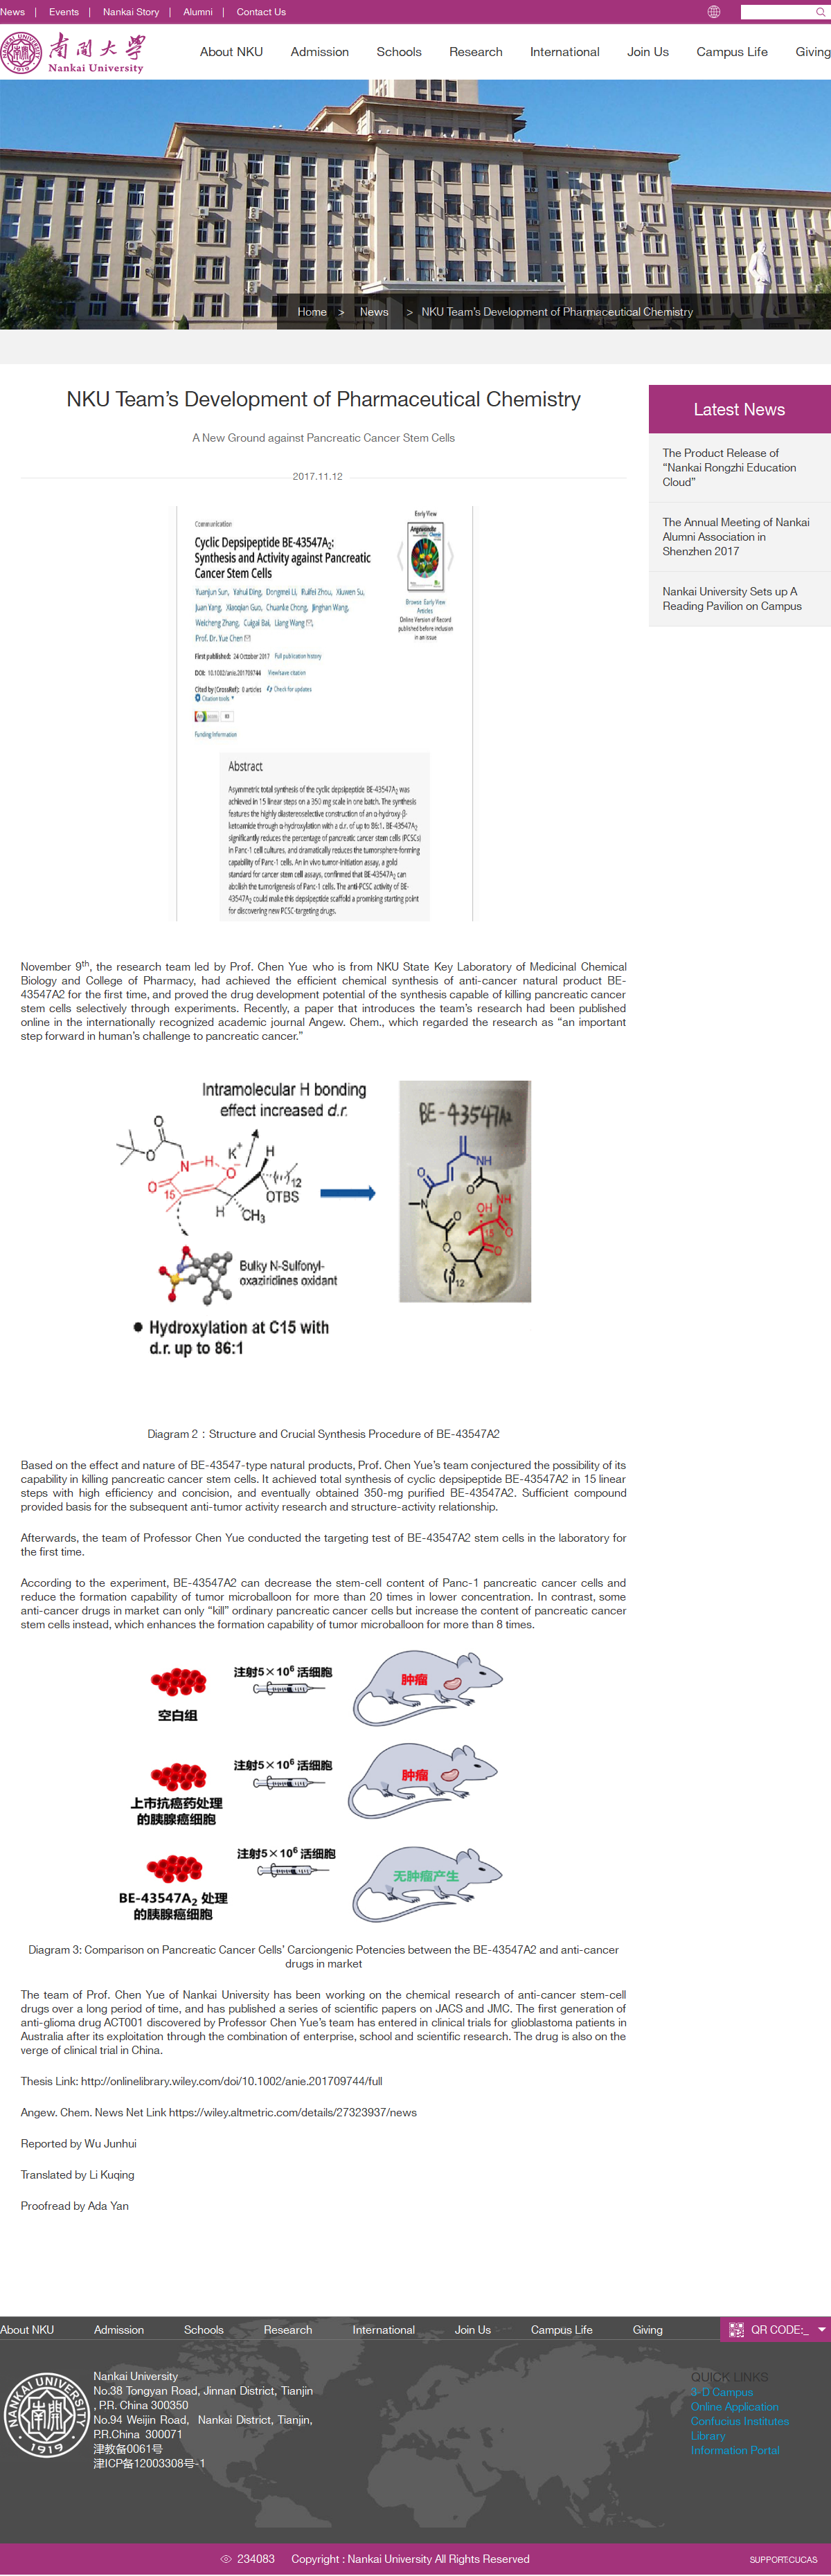 News | Events | Nankai Story | Alumni | Contact Us
南開大學
Nankai University
1919
About NKU Admission Schools Research International Join Us Campus Life Giving
Home > News > NKU Team's Development of Pharmaceutical Chemistry
NKU Team's Development of Pharmaceutical Chemistry
A New Ground against Pancreatic Cancer Stem Cells
2017.11.12
Communication
Cyclic Depsipeptide BE-43547A₂:
Synthesis and Activity against Pancreatic
Cancer Stem Cells
Yuanjun Sun, Yahui Ding, Dongmei Li, Ruifei Zhou, Xiuwen Su,
Juan Yang, Xiaoqian Guo, Chuanke Chong, Jinghan Wang,
Weicheng Zhang, Cuigai Bai, Liang Wang
Prof. Dr. Yue Chen
First published: 24 October 2017 Full publication history
DOI: 10.1002/anie.201709744 View/save citation
Cited by (CrossRef): 0 articles Check for updates
Citation tools
Funding Information
Early View
Angewandte
Browse Early View
Articles
Online Version of Record
published before inclusion
in an issue
Abstract
Asymmetric total synthesis of the cyclic depsipeptide BE-43547A₂ was
achieved in 15 linear steps on a 350 mg scale in one batch. The synthesis
features the highly diastereoselective construction of an α-hydroxy-β-
ketoamide through α-hydroxylation with a d.r. of up to 86:1. BE-43547A₂
significantly reduces the percentage of pancreatic cancer stem cells (PCSCs)
in Panc-1 cell cultures, and dramatically reduces the tumorsphere-forming
capability of Panc-1 cells. An in vivo tumor-initiation assay, a gold
standard for cancer stem cell assays, confirmed that BE-43547A₂ can
abolish the tumorigenesis of Panc-1 cells. The anti-PCSC activity of BE-
43547A₂ could make this depsipeptide scaffold a promising starting point
for discovering new PCSC-targeting drugs.
Latest News
The Product Release of
“Nankai Rongzhi Education
Cloud”
The Annual Meeting of Nankai
Alumni Association in
Shenzhen 2017
Nankai University Sets up A
Reading Pavilion on Campus
November 9th, the research team led by Prof. Chen Yue who is from NKU State Key Laboratory of Medicinal Chemical
Biology and College of Pharmacy, had achieved the efficient chemical synthesis of anti-cancer natural product BE-
43547A2 for the first time, and proved the drug development potential of the synthesis capable of killing pancreatic cancer
stem cells selectively through experiments. Recently, a paper that introduces the team's research had been published
online in the internationally recognized academic journal Angew. Chem., which regarded the research as “an important
step forward in human's challenge to pancreatic cancer.”
Intramolecular H bonding
effect increased d.r.
BE-43547A2
K⁺
O
O
N
H
O⁻
H
O
15
12
OTBS
H
CH₃
Bulky N-Sulfonyl-
oxaziridines oxidant
● Hydroxylation at C15 with
d.r. up to 86:1
O
NH
N
O
NH
OH
O
15
O
O
12
Diagram 2：Structure and Crucial Synthesis Procedure of BE-43547A2
Based on the effect and nature of BE-43547-type natural products, Prof. Chen Yue's team conjectured the possibility of its
capability in killing pancreatic cancer stem cells. It achieved total synthesis of cyclic depsipeptide BE-43547A2 in 15 linear
steps with high efficiency and concision, and eventually obtained 350-mg purified BE-43547A2. Sufficient compound
provided basis for the subsequent anti-tumor activity research and structure-activity relationship.
Afterwards, the team of Professor Chen Yue conducted the targeting test of BE-43547A2 stem cells in the laboratory for
the first time.
According to the experiment, BE-43547A2 can decrease the stem-cell content of Panc-1 pancreatic cancer cells and
reduce the formation capability of tumor microballoon for more than 20 times in lower concentration. In contrast, some
anti-cancer drugs in market can only “kill” ordinary pancreatic cancer cells but increase the content of pancreatic cancer
stem cells instead, which enhances the formation capability of tumor microballoon for more than 8 times.
注射5×10⁶ 活细胞
肿瘤
空白组
注射5×10⁶ 活细胞
肿瘤
上市抗癌药处理
的胰腺癌细胞
注射5×10⁶ 活细胞
无肿瘤产生
BE-43547A₂ 处理
的胰腺癌细胞
Diagram 3: Comparison on Pancreatic Cancer Cells' Carciongenic Potencies between the BE-43547A2 and anti-cancer
drugs in market
The team of Prof. Chen Yue of Nankai University has been working on the chemical research of anti-cancer stem-cell
drugs over a long period of time, and has published a series of scientific papers on JACS and JMC. The first generation of
anti-glioma drug ACT001 discovered by Professor Chen Yue's team has entered in clinical trials for glioblastoma patients in
Australia after its exploitation through the combination of enterprise, school and scientific research. The drug is also on the
verge of clinical trial in China.
Thesis Link: http://onlinelibrary.wiley.com/doi/10.1002/anie.201709744/full
Angew. Chem. News Net Link https://wiley.altmetric.com/details/27323937/news
Reported by Wu Junhui
Translated by Li Kuqing
Proofread by Ada Yan
About NKU Admission Schools Research International Join Us Campus Life Giving QR CODE:_
1919
Nankai University
No.38 Tongyan Road, Jinnan District, Tianjin
, P.R. China 300350
No.94 Weijin Road, Nankai District, Tianjin,
P.R.China 300071
津教备0061号
津ICP备12003308号-1
QUICK LINKS
3-D Campus
Online Application
Confucius Institutes
Library
Information Portal
234083 Copyright : Nankai University All Rights Reserved
SUPPORT:CUCAS